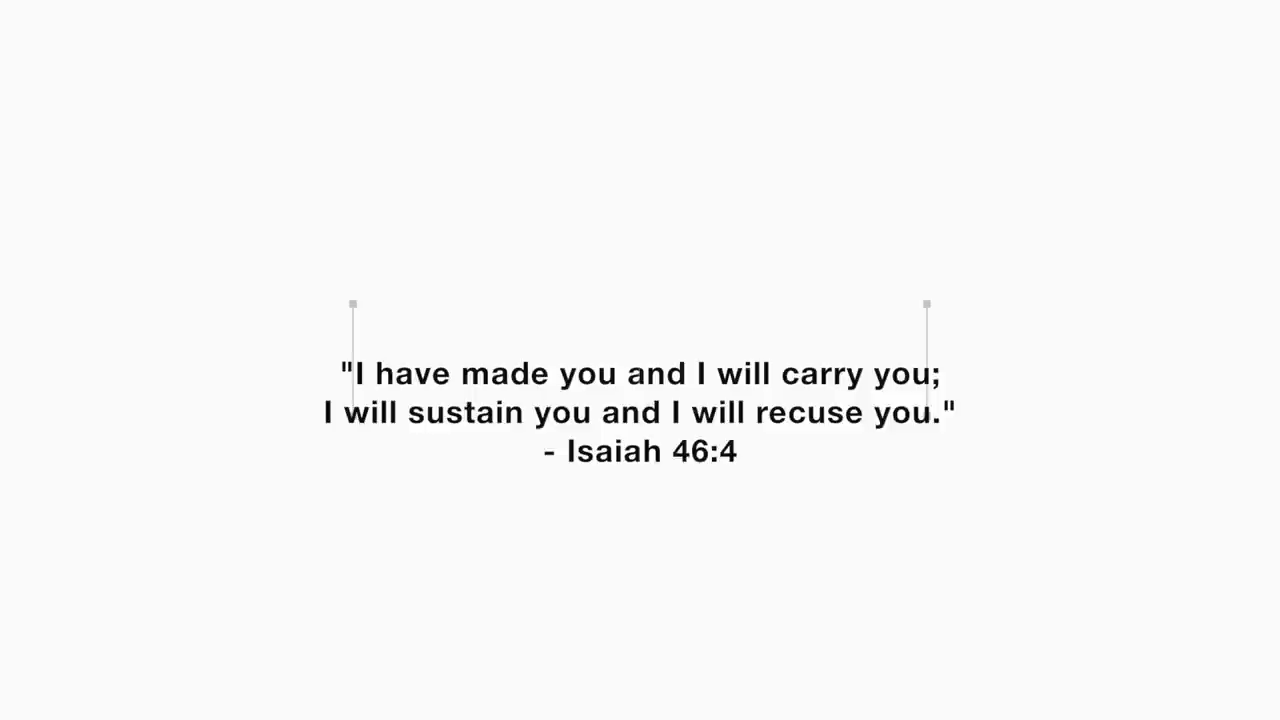 "I have made you and I will carry you;
I will sustain you and I will recuse you."
- Isaiah 46:4